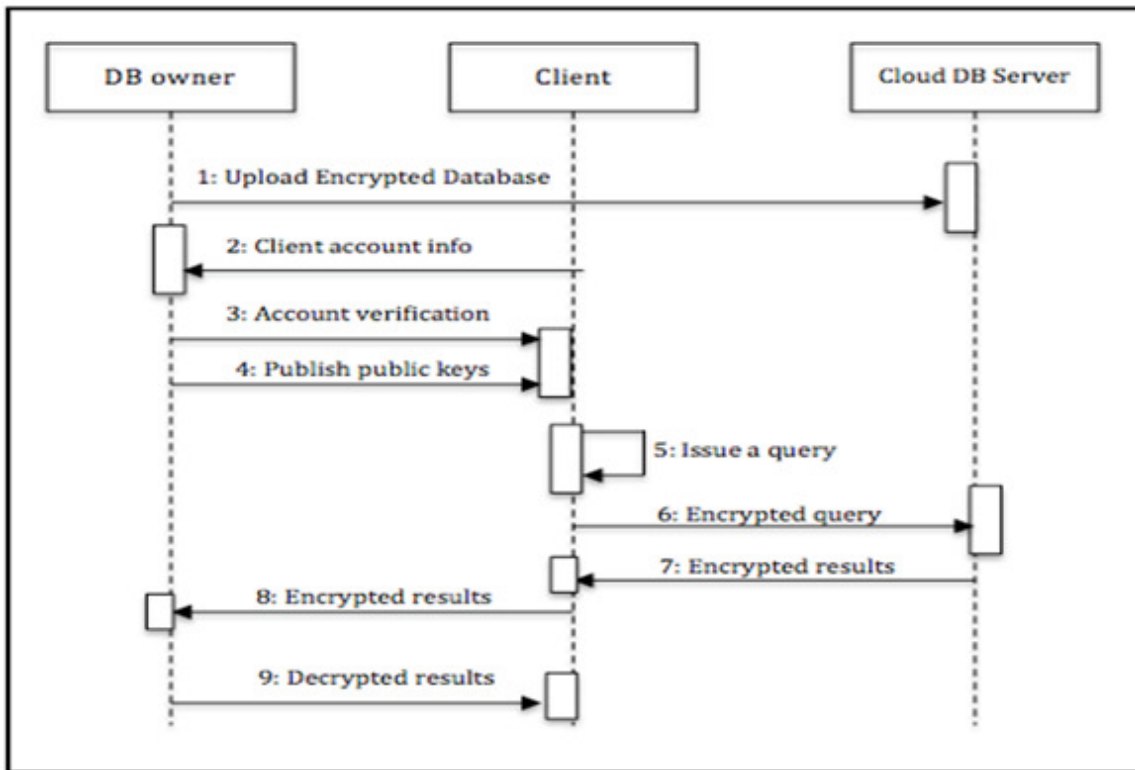 DB owner
Client
Cloud DB Server
1: Upload Encrypted Database
2: Client account info
3: Account verification
4: Publish public keys
5: Issue a query
6: Encrypted query
7: Encrypted results
8: Encrypted results
9: Decrypted results